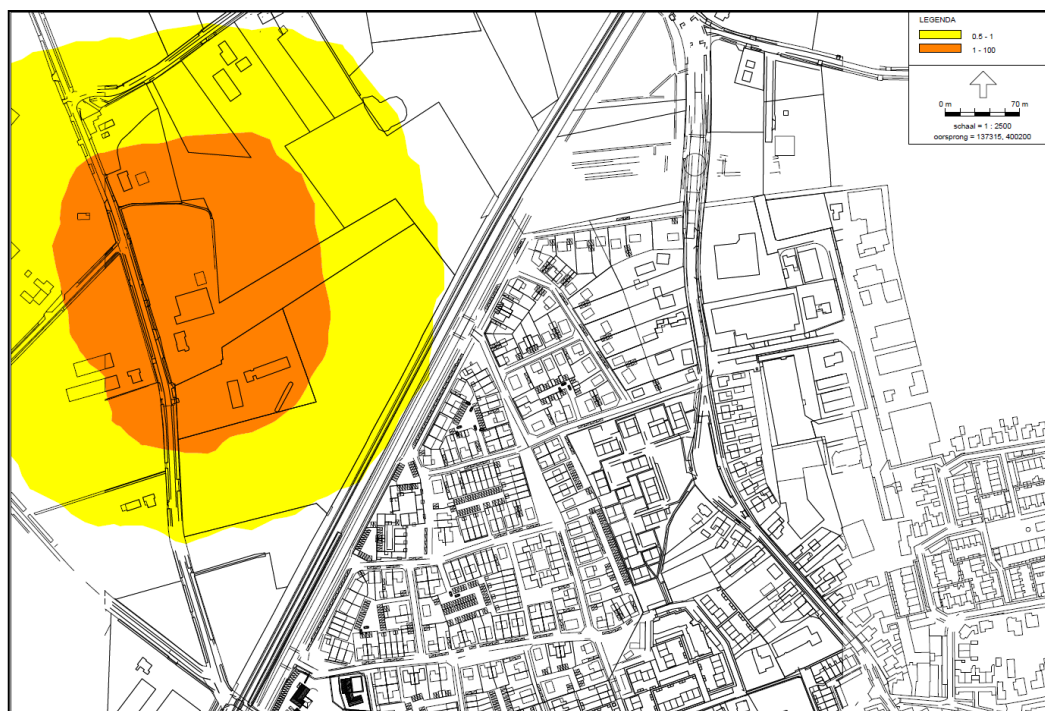 LEGENDA
0.5 - 1
1 - 100
0 m 70 m
schaal = 1 : 2500
oorsprong = 137315, 400200